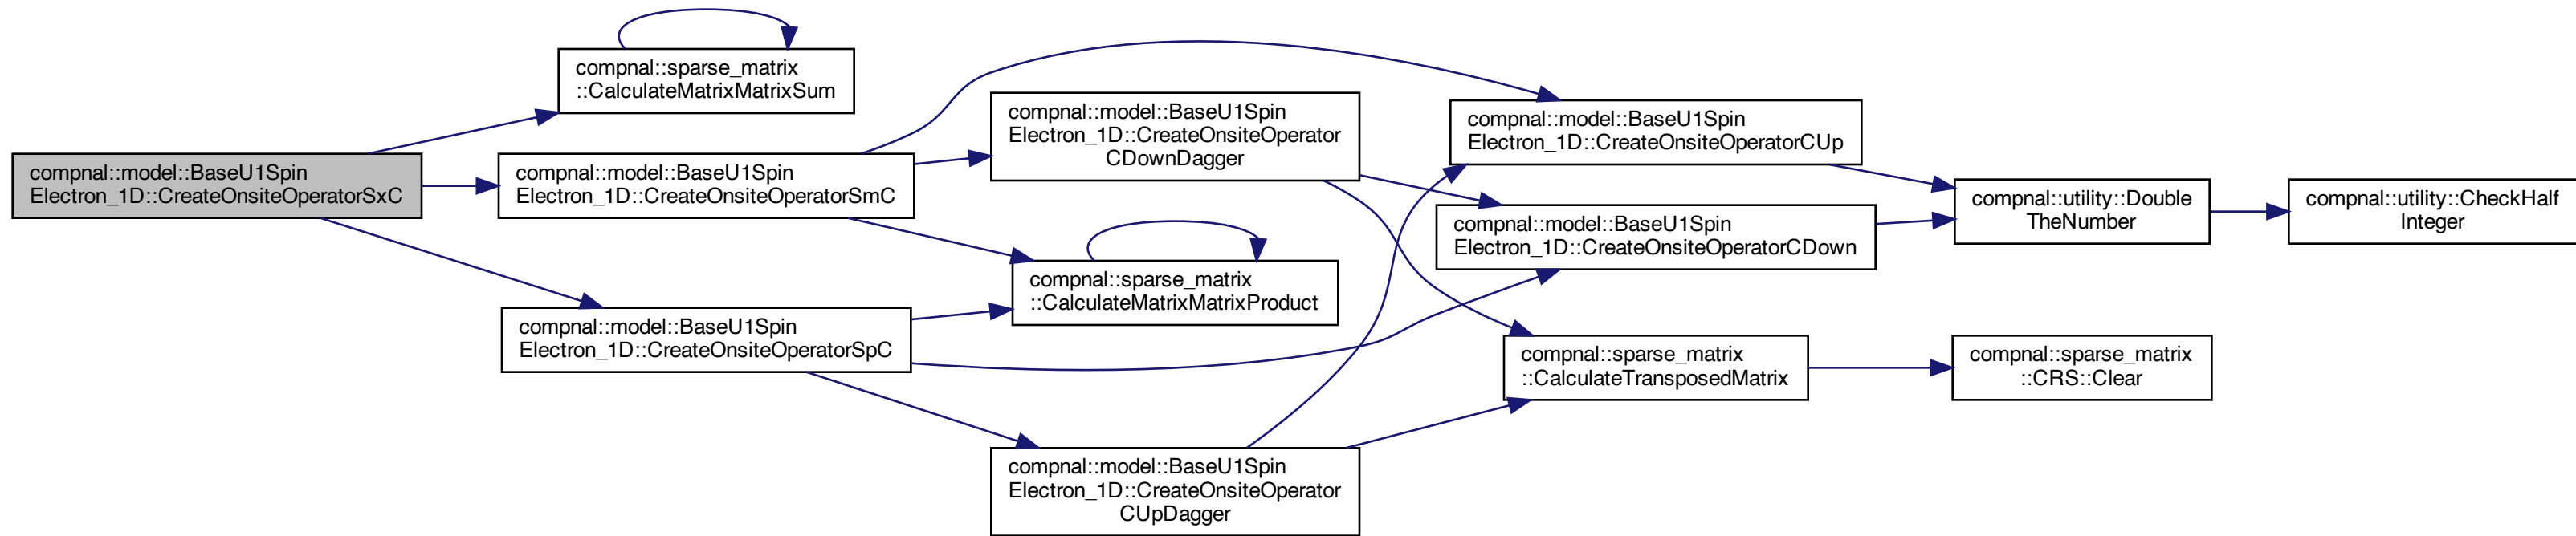 compnal::model::BaseU1Spin
Electron_1D::CreateOnsiteOperatorSxC
compnal::sparse_matrix
::CalculateMatrixMatrixSum
compnal::model::BaseU1Spin
Electron_1D::CreateOnsiteOperatorSmC
compnal::model::BaseU1Spin
Electron_1D::CreateOnsiteOperatorSpC
compnal::model::BaseU1Spin
Electron_1D::CreateOnsiteOperator
CDownDagger
compnal::sparse_matrix
::CalculateMatrixMatrixProduct
compnal::model::BaseU1Spin
Electron_1D::CreateOnsiteOperator
CUpDagger
compnal::model::BaseU1Spin
Electron_1D::CreateOnsiteOperatorCUp
compnal::model::BaseU1Spin
Electron_1D::CreateOnsiteOperatorCDown
compnal::sparse_matrix
::CalculateTransposedMatrix
compnal::utility::Double
TheNumber
compnal::sparse_matrix
::CRS::Clear
compnal::utility::CheckHalf
Integer